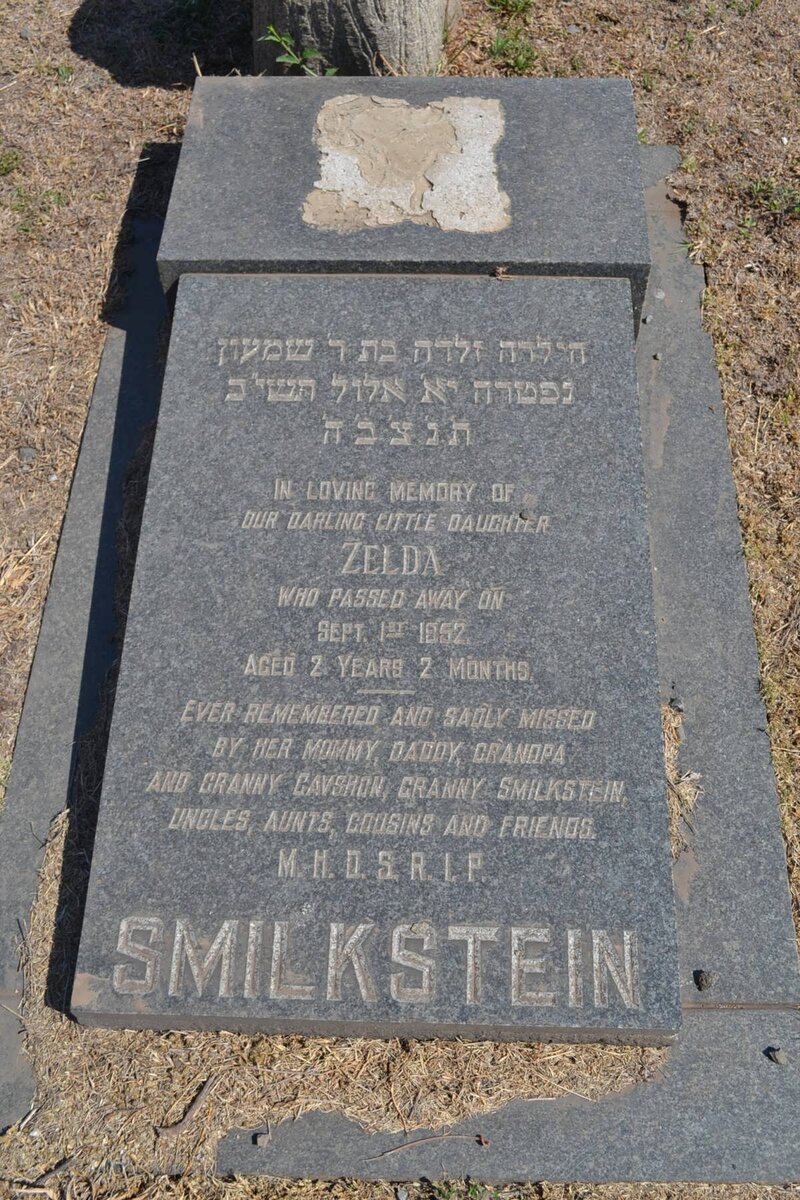 הילדה זלדה בת ר' שמעון
נפטרה יא' אלול תשי"ב
ת נ צ ב ה
IN LOVING MEMORY OF
OUR DARLING LITTLE DAUGHTER
ZELDA
WHO PASSED AWAY ON
SEPT. 1ST 1952
AGED 2 YEARS 2 MONTHS.
EVER REMEMBERED AND SADLY MISSED
BY HER MOMMY, DADDY, GRANDPA
AND GRANNY GAVSHON, GRANNY SMILKSTEIN,
UNCLES, AUNTS, COUSINS AND FRIENDS.
M.H.D.S.R.I.P.
SMILKSTEIN